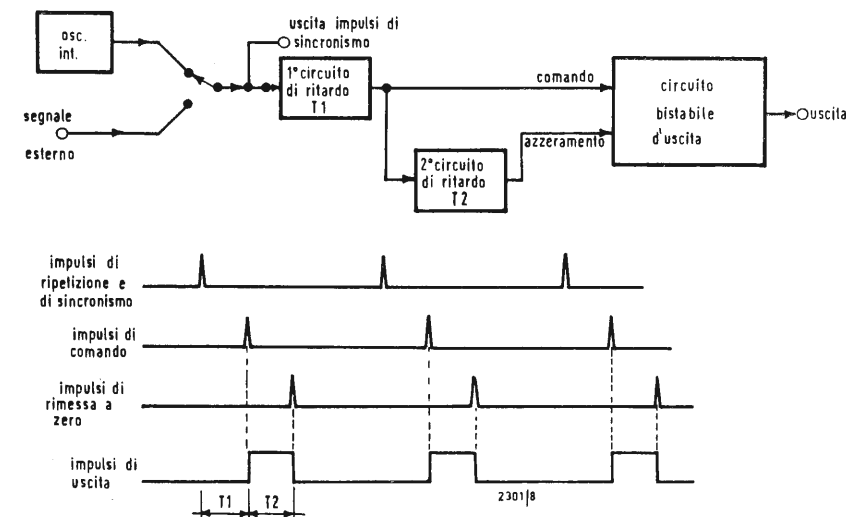 osc.
int.
uscita impulsi di
sincronismo
segnale
esterno
1° circuito
di ritardo
T1
comando
azzeramento
2° circuito
di ritardo
T2
circuito
bistabile
d'uscita
uscita
impulsi di
ripetizione e
di sincronismo
impulsi di
comando
impulsi di
rimessa a
zero
impulsi di
uscita
T1
T2
2301|8